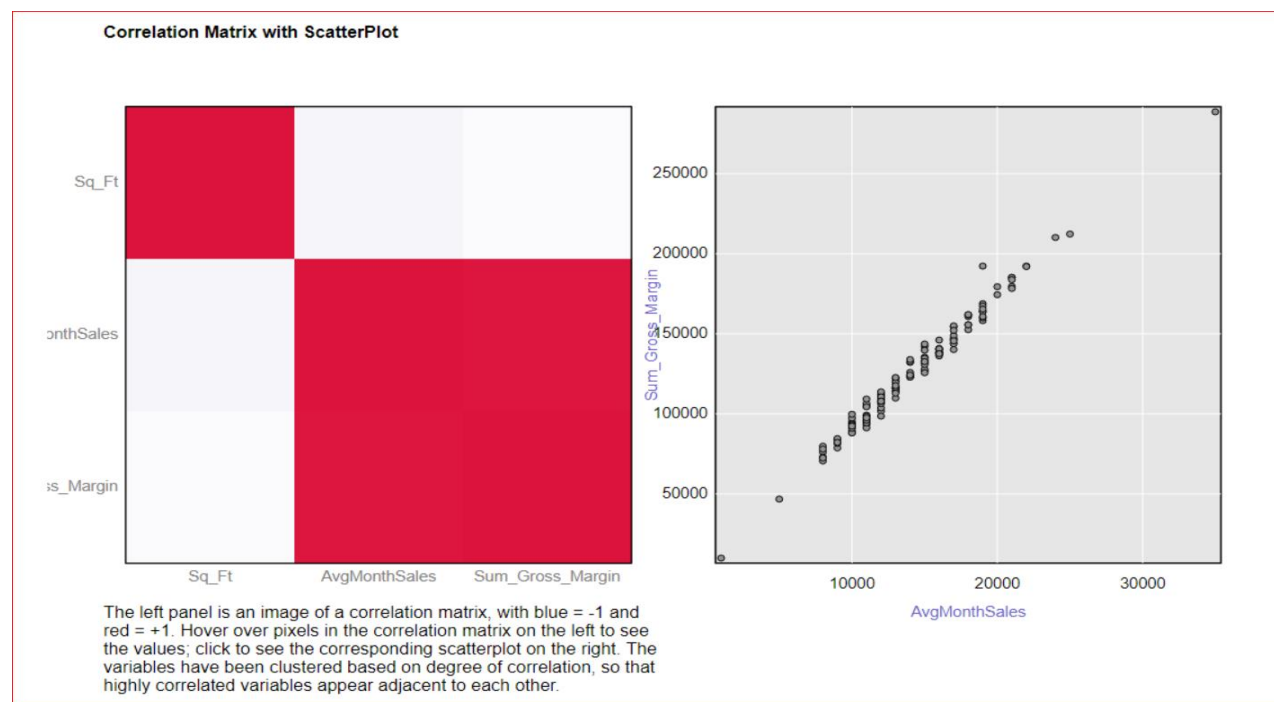 Correlation Matrix with ScatterPlot
Sq_Ft
onthSales
ss_Margin
Sq_Ft AvgMonthSales Sum_Gross_Margin
250000
200000
150000
100000
50000
Sum_Gross_Margin
10000 20000 30000
AvgMonthSales
The left panel is an image of a correlation matrix, with blue = -1 and
red = +1. Hover over pixels in the correlation matrix on the left to see
the values; click to see the corresponding scatterplot on the right. The
variables have been clustered based on degree of correlation, so that
highly correlated variables appear adjacent to each other.